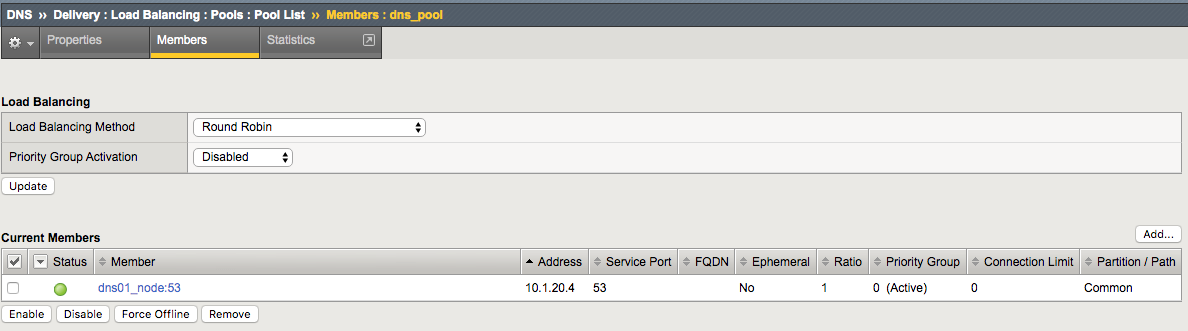 DNS ›› Delivery : Load Balancing : Pools : Pool List ›› Members : dns_pool
Properties Members Statistics
Load Balancing
Load Balancing Method Round Robin
Priority Group Activation Disabled
Update
Current Members Add...
Status Member Address Service Port FQDN Ephemeral Ratio Priority Group Connection Limit Partition / Path
dns01_node:53 10.1.20.4 53 No 1 0 (Active) 0 Common
Enable Disable Force Offline Remove